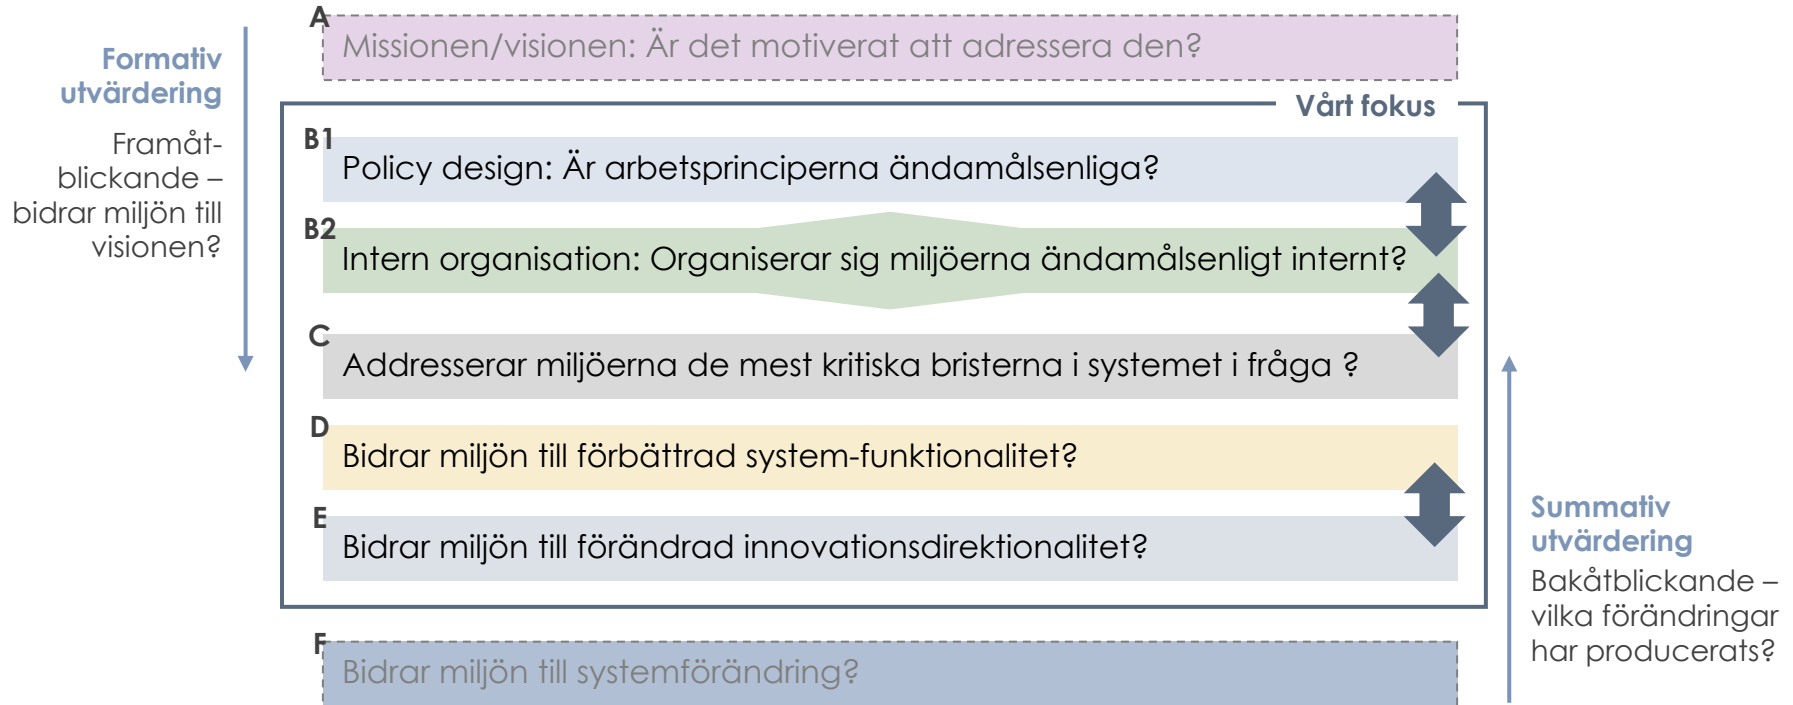 A
Missionen/visionen: Är det motiverat att adressera den?
Formativ
utvärdering
Framåt-
blickande –
bidrar miljön till
visionen?
Vårt fokus
B1
Policy design: Är arbetsprinciperna ändamålsenliga?
B2
Intern organisation: Organiserar sig miljöerna ändamålsenligt internt?
C
Addresserar miljöerna de mest kritiska bristerna i systemet i fråga ?
D
Bidrar miljön till förbättrad system-funktionalitet?
E
Bidrar miljön till förändrad innovationsdirektionalitet?
Summativ
utvärdering
Bakåtblickande –
vilka förändringar
har producerats?
F
Bidrar miljön till systemförändring?